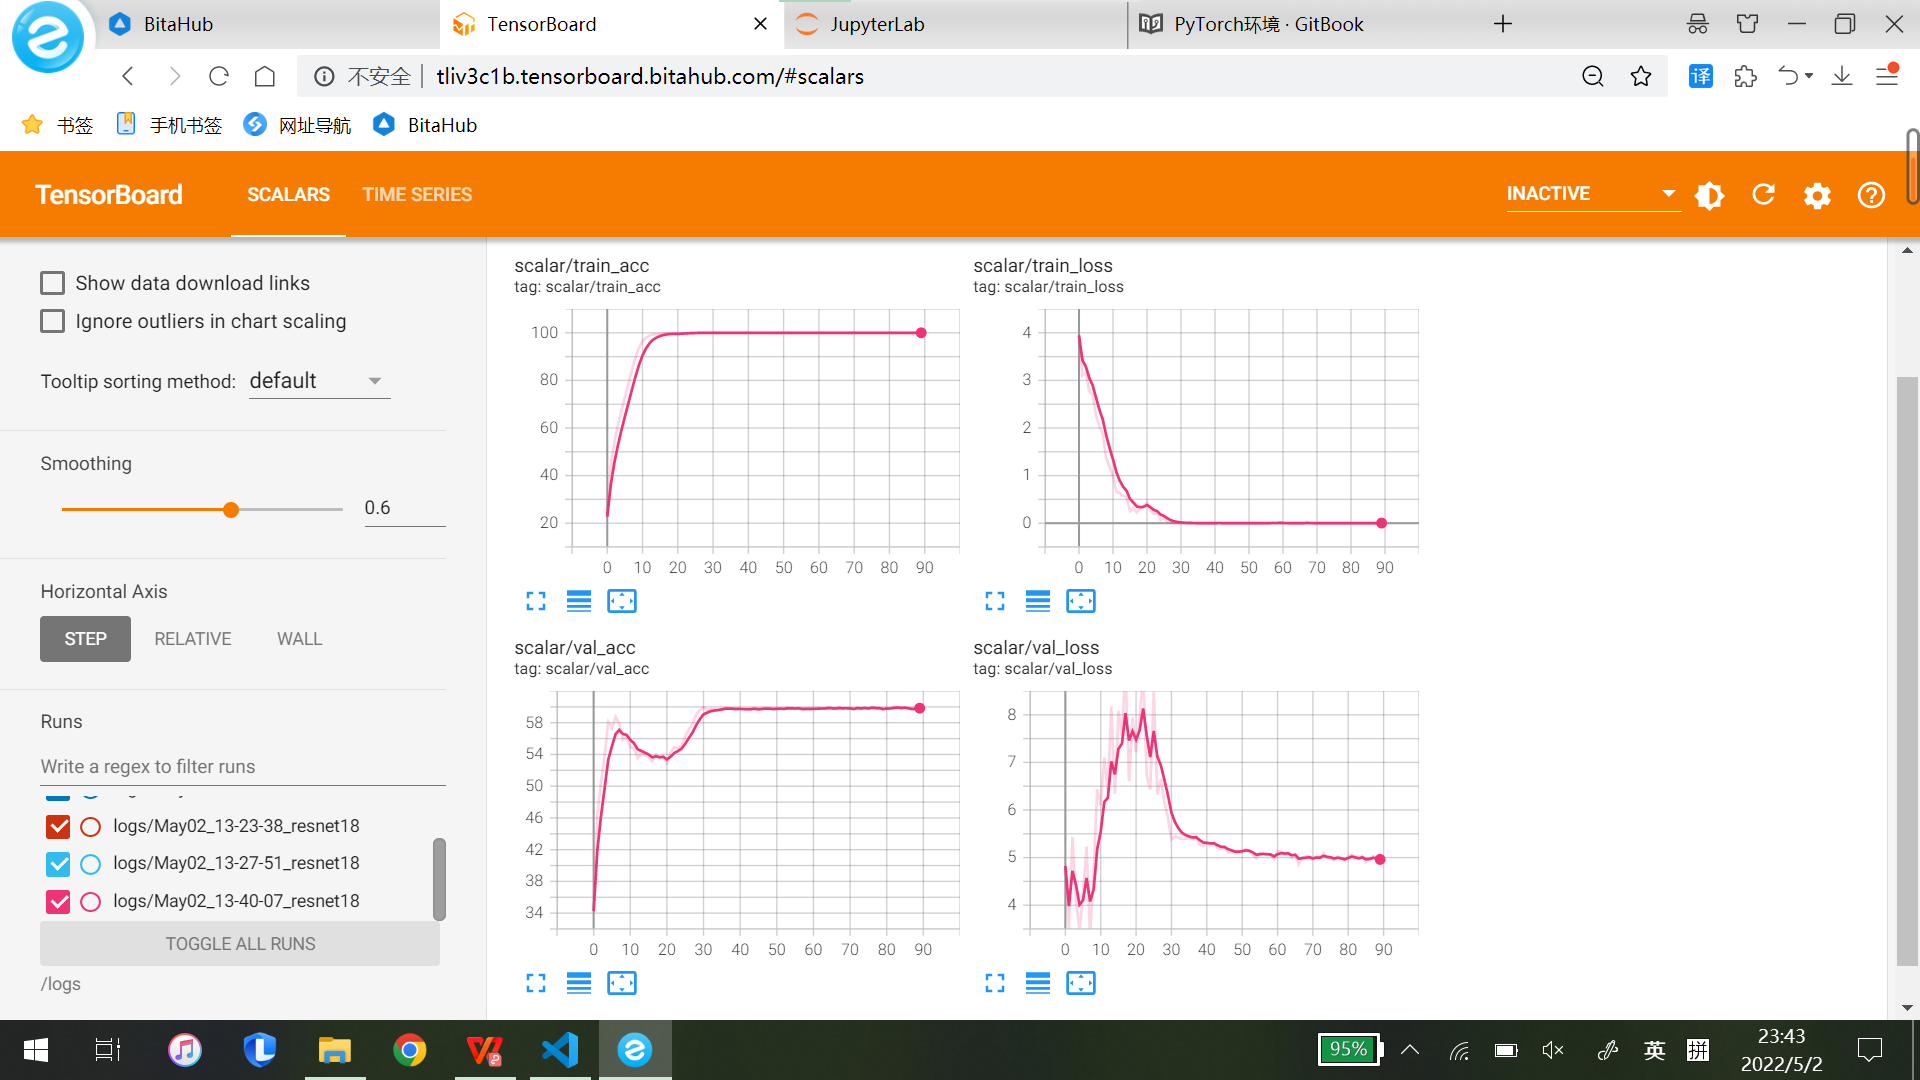 BitaHub
TensorBoard
JupyterLab
PyTorch环境 · GitBook
不安全
tliv3c1b.tensorboard.bitahub.com/#scalars
译
书签
手机书签
网址导航
BitaHub
TensorBoard
SCALARS
TIME SERIES
INACTIVE
Show data download links
Ignore outliers in chart scaling
Tooltip sorting method: default
Smoothing
0.6
Horizontal Axis
STEP
RELATIVE
WALL
Runs
Write a regex to filter runs
logs/May02_13-23-38_resnet18
logs/May02_13-27-51_resnet18
logs/May02_13-40-07_resnet18
TOGGLE ALL RUNS
/logs
scalar/train_acc
tag: scalar/train_acc
100
80
60
40
20
0 10 20 30 40 50 60 70 80 90
scalar/train_loss
tag: scalar/train_loss
4
3
2
1
0
0 10 20 30 40 50 60 70 80 90
scalar/val_acc
tag: scalar/val_acc
58
54
50
46
42
38
34
0 10 20 30 40 50 60 70 80 90
scalar/val_loss
tag: scalar/val_loss
8
7
6
5
4
0 10 20 30 40 50 60 70 80 90
95%
英
拼
23:43
2022/5/2